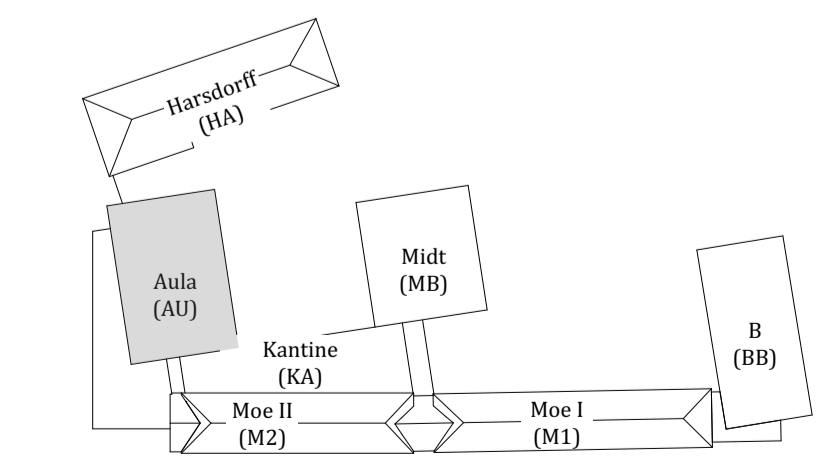 Harsdorff
(HA)
Aula
(AU)
Midt
(MB)
B
(BB)
Kantine
(KA)
Moe II
(M2)
Moe I
(M1)